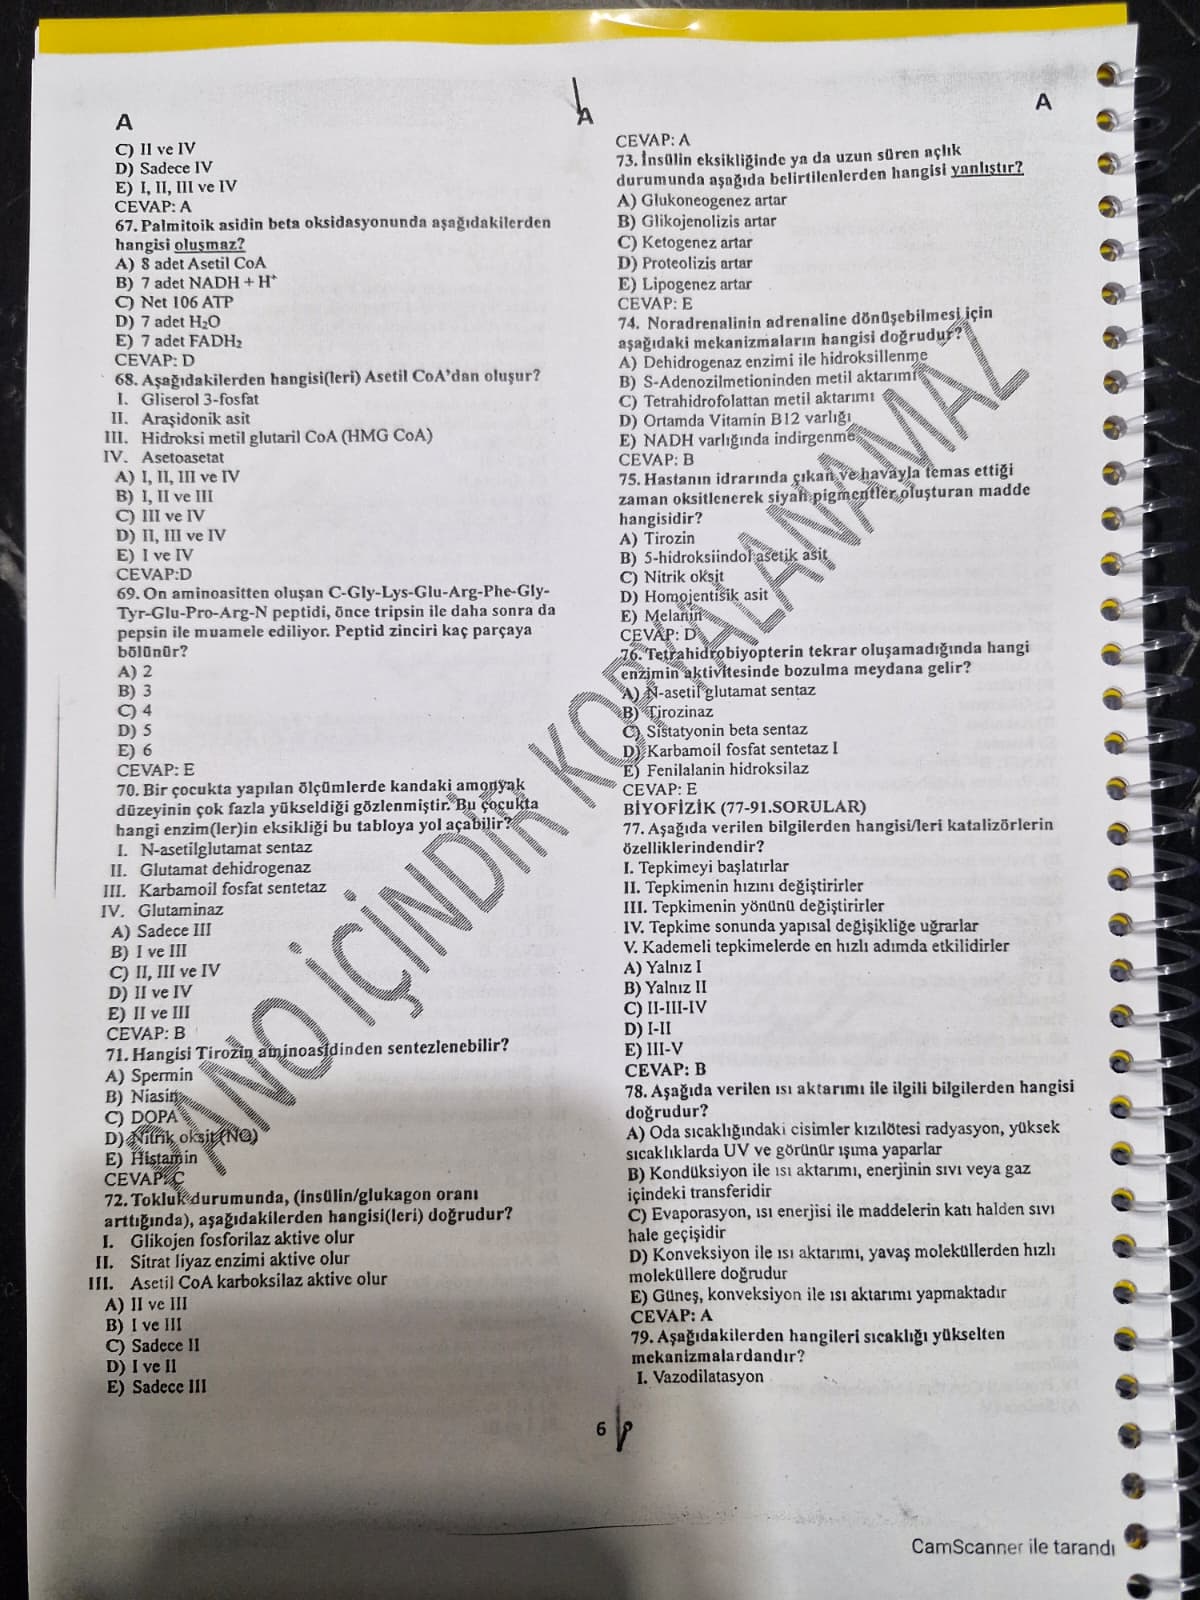 A
C) II ve IV
D) Sadece IV
E) I, II, III ve IV
CEVAP: A
67. Palmitoik asidin beta oksidasyonunda aşağıdakilerden
hangisi oluşmaz?
A) 8 adet Asetil CoA
B) 7 adet NADH + H⁺
C) Net 106 ATP
D) 7 adet H₂O
E) 7 adet FADH₂
CEVAP: D
68. Aşağıdakilerden hangisi(leri) Asetil CoA'dan oluşur?
I. Gliserol 3-fosfat
II. Araşidonik asit
III. Hidroksi metil glutaril CoA (HMG CoA)
IV. Asetoasetat
A) I, II, III ve IV
B) I, II ve III
C) III ve IV
D) II, III ve IV
E) I ve IV
CEVAP:D
69. On aminoasitten oluşan C-Gly-Lys-Glu-Arg-Phe-Gly-
Tyr-Glu-Pro-Arg-N peptidi, önce tripsin ile daha sonra da
pepsin ile muamele ediliyor. Peptid zinciri kaç parçaya
bölünür?
A) 2
B) 3
C) 4
D) 5
E) 6
CEVAP: E
70. Bir çocukta yapılan ölçümlerde kandaki amonyak
düzeyinin çok fazla yükseldiği gözlenmiştir. Bu çocukta
hangi enzim(ler)in eksikliği bu tabloya yol açabilir?
I. N-asetilglutamat sentaz
II. Glutamat dehidrogenaz
III. Karbamoil fosfat sentetaz
IV. Glutaminaz
A) Sadece III
B) I ve III
C) II, III ve IV
D) II ve IV
E) II ve III
CEVAP: B
71. Hangisi Tirozin aminoasidinden sentezlenebilir?
A) Spermin
B) Niasin
C) DOPA
D) Nitrik oksit (NO)
E) Histamin
CEVAP: C
72. Tokluk durumunda, (insülin/glukagon oranı
arttığında), aşağıdakilerden hangisi(leri) doğrudur?
I. Glikojen fosforilaz aktive olur
II. Sitrat liyaz enzimi aktive olur
III. Asetil CoA karboksilaz aktive olur
A) II ve III
B) I ve III
C) Sadece II
D) I ve II
E) Sadece III
A
A
CEVAP: A
73. İnsülin eksikliğinde ya da uzun süren açlık
durumunda aşağıda belirtilenlerden hangisi yanlıştır?
A) Glukoneogenez artar
B) Glikojenolizis artar
C) Ketogenez artar
D) Proteolizis artar
E) Lipogenez artar
CEVAP: E
74. Noradrenalinin adrenaline dönüşebilmesi için
aşağıdaki mekanizmaların hangisi doğrudur?
A) Dehidrogenaz enzimi ile hidroksillenme
B) S-Adenozilmetioninden metil aktarımı
C) Tetrahidrofolattan metil aktarımı
D) Ortamda Vitamin B12 varlığı
E) NADH varlığında indirgenme
CEVAP: B
75. Hastanın idrarında çıkan ve havayla temas ettiği
zaman oksitlenerek siyah pigmentler oluşturan madde
hangisidir?
A) Tirozin
B) 5-hidroksiindol asetik asit
C) Nitrik oksit
D) Homojentisik asit
E) Melanin
CEVAP: D
76. Tetrahidrobiyopterin tekrar oluşamadığında hangi
enzimin aktivitesinde bozulma meydana gelir?
A) N-asetil glutamat sentaz
B) Tirozinaz
C) Sistatyonin beta sentaz
D) Karbamoil fosfat sentetaz I
E) Fenilalanin hidroksilaz
CEVAP: E
BİYOFİZİK (77-91.SORULAR)
77. Aşağıda verilen bilgilerden hangisi/leri katalizörlerin
özelliklerindendir?
I. Tepkimeyi başlatırlar
II. Tepkimenin hızını değiştirirler
III. Tepkimenin yönünü değiştirirler
IV. Tepkime sonunda yapısal değişikliğe uğrarlar
V. Kademeli tepkimelerde en hızlı adımda etkilidirler
A) Yalnız I
B) Yalnız II
C) II-III-IV
D) I-II
E) III-V
CEVAP: B
78. Aşağıda verilen ısı aktarımı ile ilgili bilgilerden hangisi
doğrudur?
A) Oda sıcaklığındaki cisimler kızılötesi radyasyon, yüksek
sıcaklıklarda UV ve görünür ışıma yaparlar
B) Kondüksiyon ile ısı aktarımı, enerjinin sıvı veya gaz
içindeki transferidir
C) Evaporasyon, ısı enerjisi ile maddelerin katı halden sıvı
hale geçişidir
D) Konveksiyon ile ısı aktarımı, yavaş moleküllerden hızlı
moleküllere doğrudur
E) Güneş, konveksiyon ile ısı aktarımı yapmaktadır
CEVAP: A
79. Aşağıdakilerden hangileri sıcaklığı yükselten
mekanizmalardandır?
I. Vazodilatasyon
6
PANO İÇİNDİR KOPYALANAMAZ
CamScanner ile tarandı